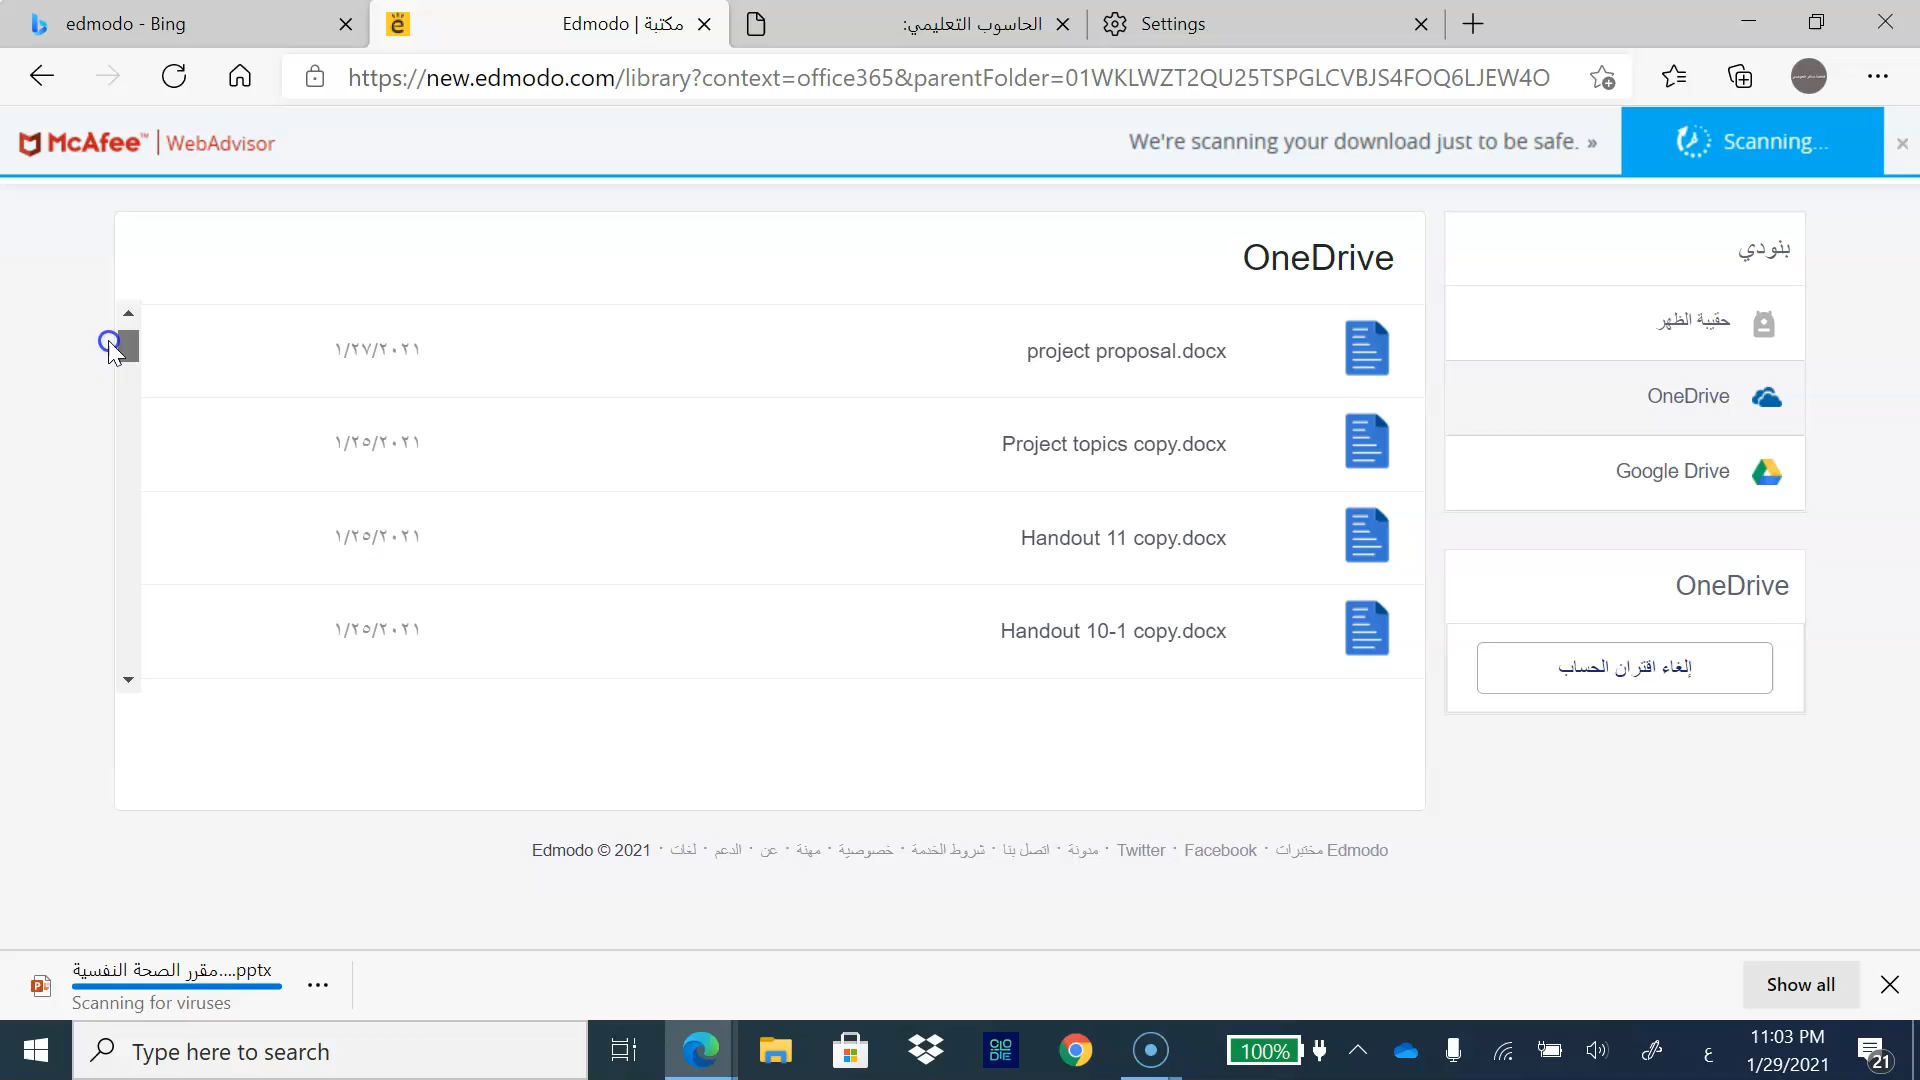 edmodo - Bing
مكتبة | Edmodo
الحاسوب التعليمي:
Settings
https://new.edmodo.com/library?context=office365&parentFolder=01WKLWZT2QU25TSPGLCVBJS4FOQ6LJEW4O
McAfee™ | WebAdvisor
We're scanning your download just to be safe. »
Scanning...
OneDrive
project proposal.docx
١/٢٧/٢٠٢١
Project topics copy.docx
١/٢٥/٢٠٢١
Handout 11 copy.docx
١/٢٥/٢٠٢١
Handout 10-1 copy.docx
١/٢٥/٢٠٢١
بنودي
حقيبة الظهر
OneDrive
Google Drive
OneDrive
إلغاء اقتران الحساب
Edmodo مختبرات · Facebook · Twitter · مدونة · اتصل بنا · شروط الخدمة · خصوصية · مهنة · عن · الدعم · لغات · Edmodo © 2021
مقرر الصحة النفسية....pptx
Scanning for viruses
Show all
Type here to search
CODE
100%
ع
11:03 PM
1/29/2021
21